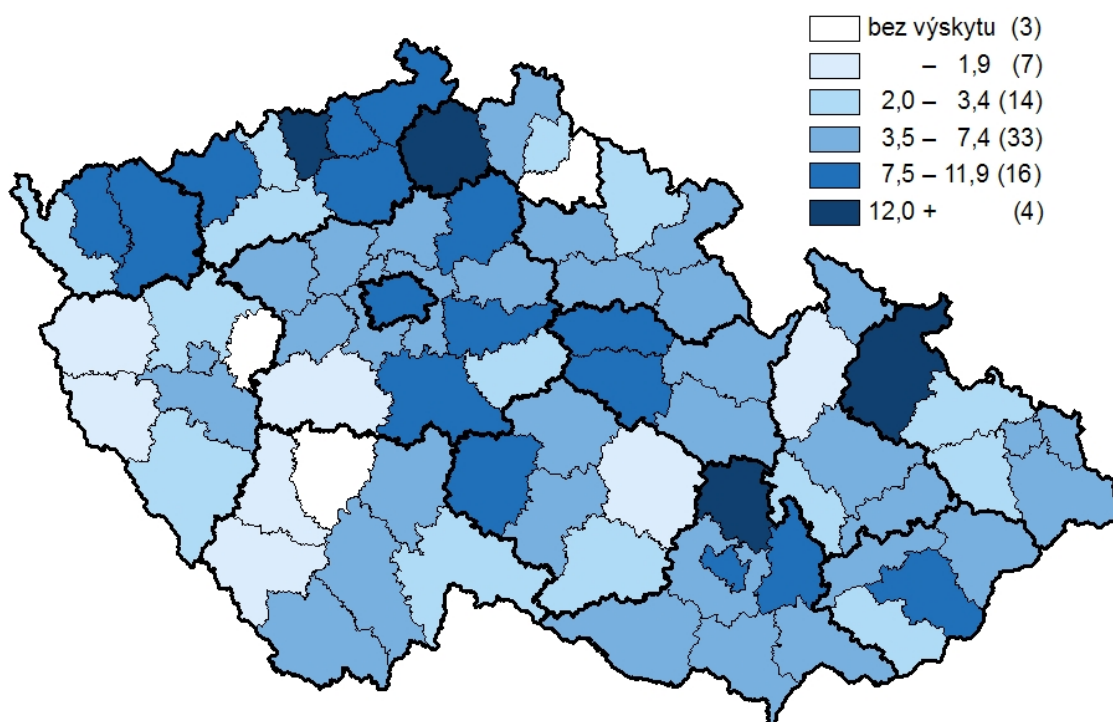 bez výskytu (3)
– 1,9 (7)
2,0 – 3,4 (14)
3,5 – 7,4 (33)
7,5 – 11,9 (16)
12,0 + (4)